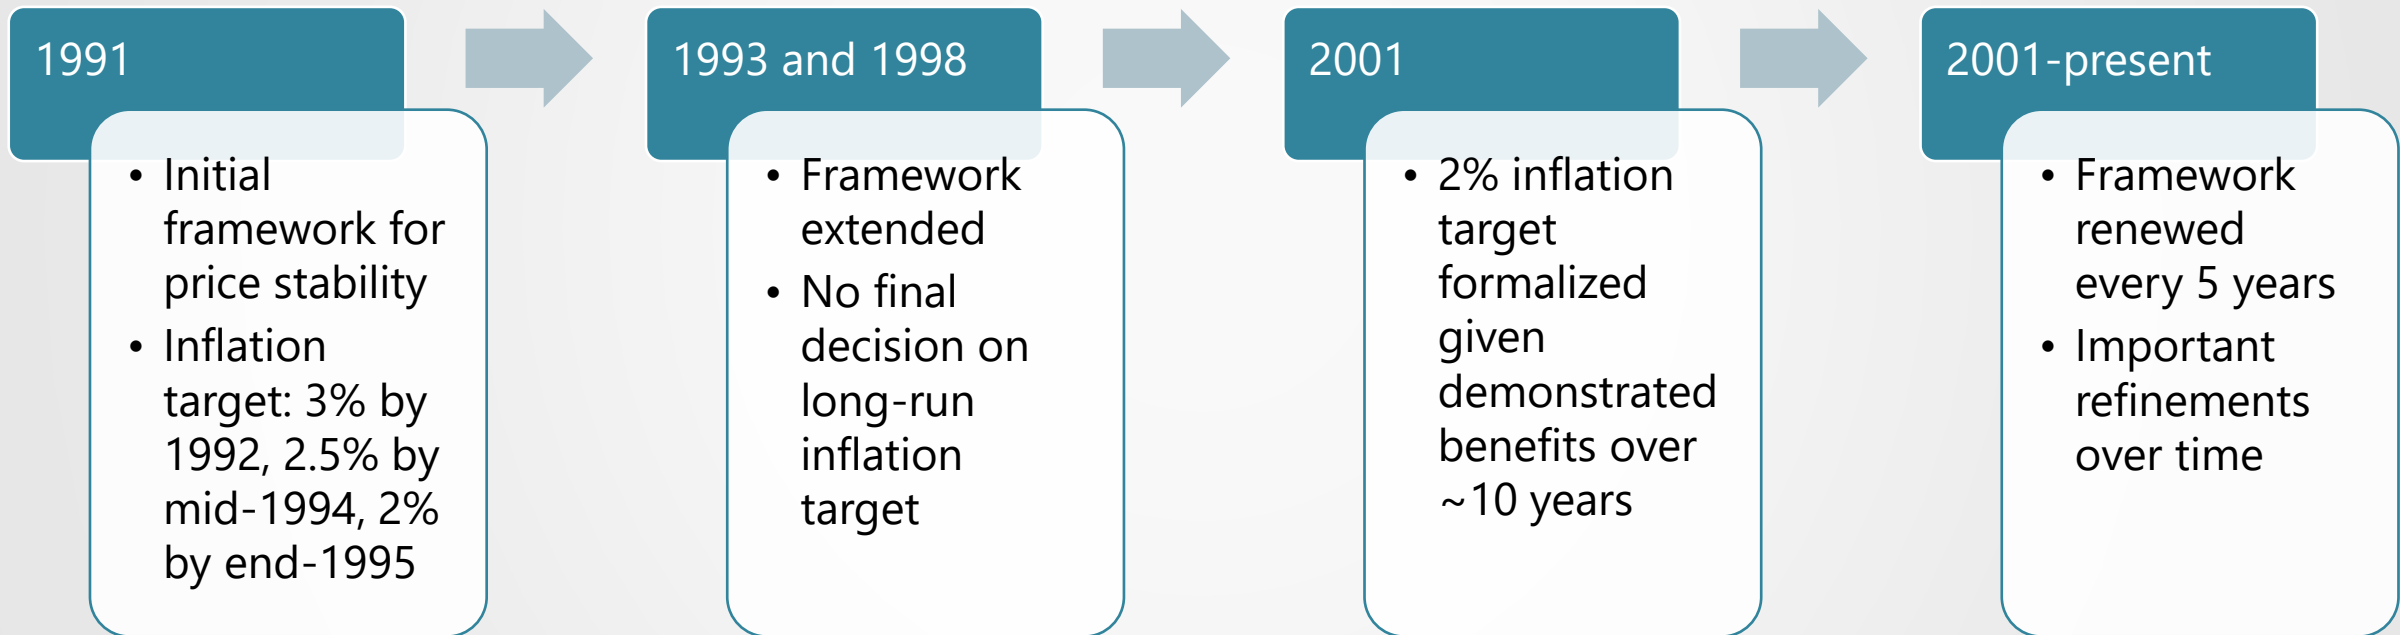 1991
• Initial
framework for
price stability
• Inflation
target: 3% by
1992, 2.5% by
mid-1994, 2%
by end-1995
1993 and 1998
• Framework
extended
• No final
decision on
long-run
inflation
target
2001
• 2% inflation
target
formalized
given
demonstrated
benefits over
~10 years
2001-present
• Framework
renewed
every 5 years
• Important
refinements
over time